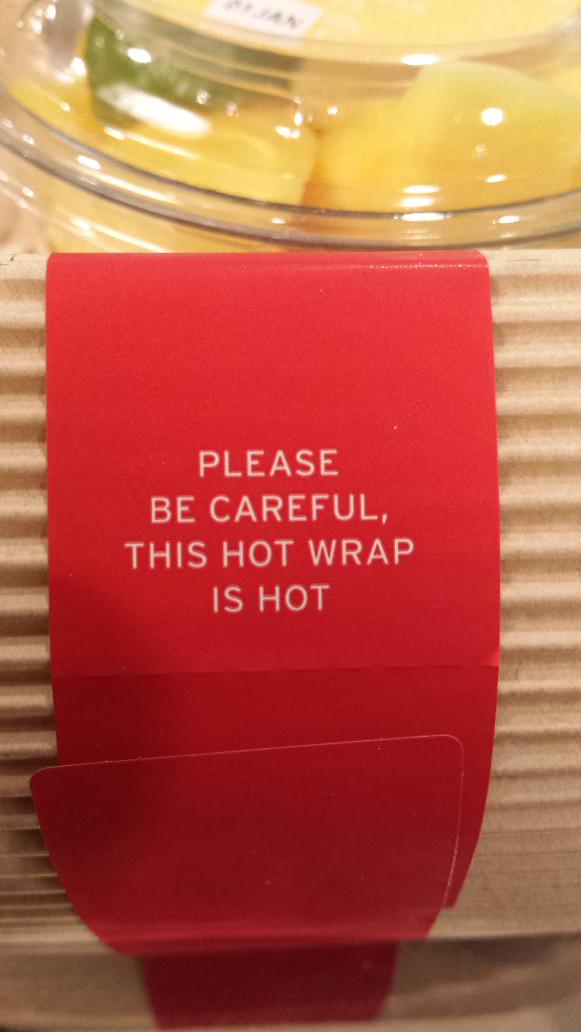 PLEASE
BE CAREFUL,
THIS HOT WRAP
IS HOT